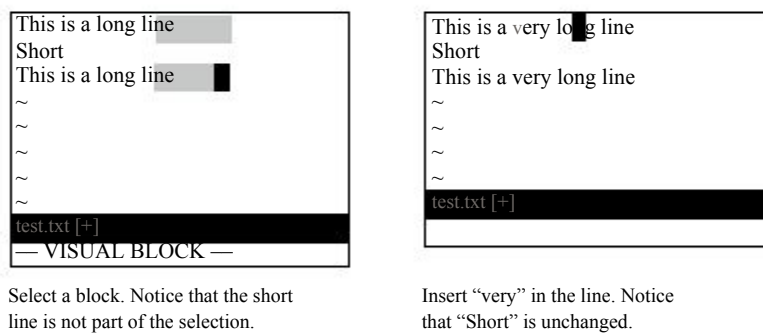 This is a long line
Short
This is a long line
~
~
~
~
~
test.txt [+]
— VISUAL BLOCK —
Select a block. Notice that the short
line is not part of the selection.
This is a very lo g line
Short
This is a very long line
~
~
~
~
test.txt [+]
Insert “very” in the line. Notice
that “Short” is unchanged.